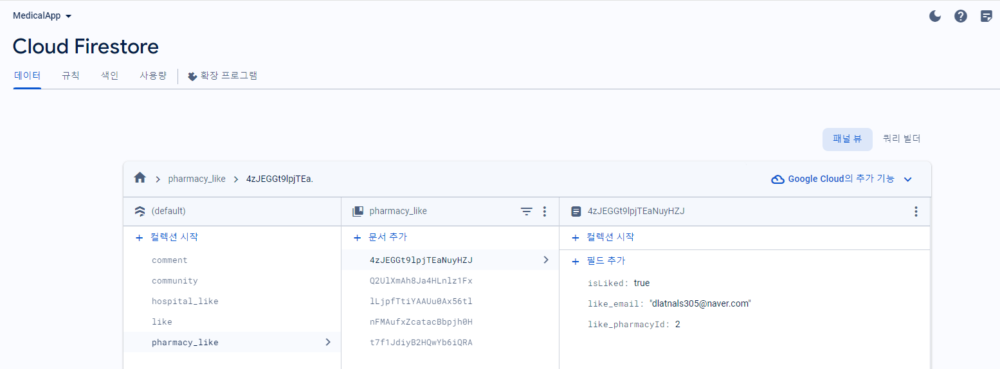 MedicalApp
Cloud Firestore
데이터 규칙 색인 사용량 확장 프로그램
패널 뷰 쿼리 빌더
pharmacy_like 4zJEGGt9lpjTEa.
Google Cloud의 추가 기능
(default) pharmacy_like 4zJEGGt9lpjTEaNuyHZJ
+ 컬렉션 시작 + 문서 추가 + 컬렉션 시작
comment 4zJEGGt9lpjTEaNuyHZJ + 필드 추가
community Q2UlXmAh8Ja4HLnlz1Fx isLiked: true
hospital_like lLjpfTtiYAAUu0Ax56tl like_email: "dlatnals305@naver.com"
like nFMAufxZcatacBbpjh0H like_pharmacyId: 2
pharmacy_like t7f1JdiyB2HQwYb6iQRA